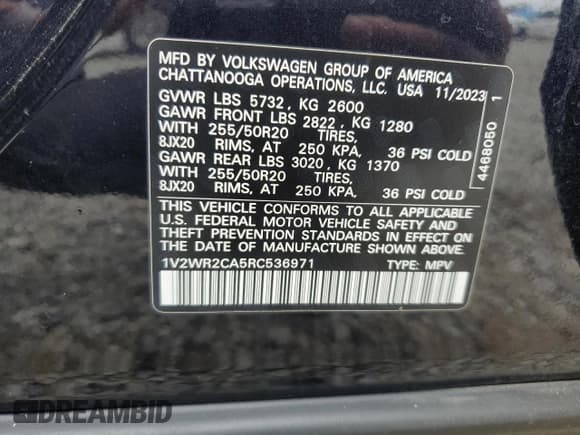 MFD BY VOLKSWAGEN GROUP OF AMERICA
CHATTANOOGA OPERATIONS, LLC. USA 11/2023
GVWR LBS 5732, KG 2600
GAWR FRONT LBS 2822, KG 1280
WITH 255/50R20 TIRES,
8JX20 RIMS, AT 250 KPA, 36 PSI COLD
GAWR REAR LBS 3020, KG 1370
WITH 255/50R20 TIRES,
8JX20 RIMS, AT 250 KPA, 36 PSI COLD
THIS VEHICLE CONFORMS TO ALL APPLICABLE
U.S. FEDERAL MOTOR VEHICLE SAFETY AND
THEFT PREVENTION STANDARDS IN EFFECT ON
THE DATE OF MANUFACTURE SHOWN ABOVE.
1V2WR2CA5RC536971 TYPE: MPV
4468050 1
DREAMBID